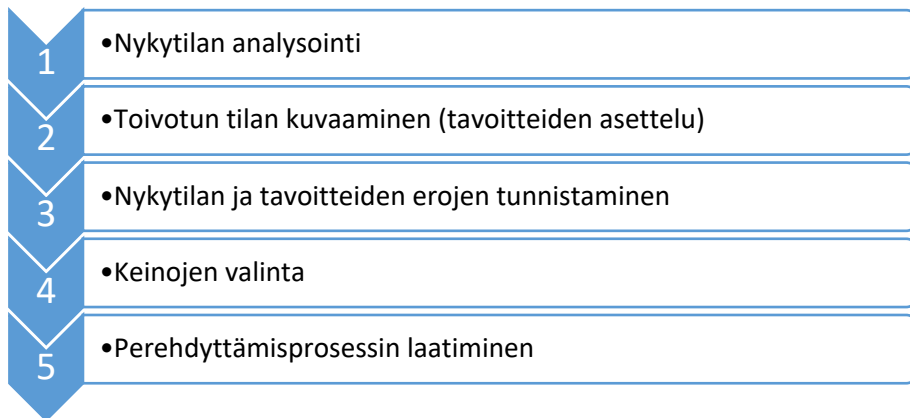 1
•Nykytilan analysointi
2
•Toivotun tilan kuvaaminen (tavoitteiden asettelu)
3
•Nykytilan ja tavoitteiden erojen tunnistaminen
4
•Keinojen valinta
5
•Perehdyttämisprosessin laatiminen